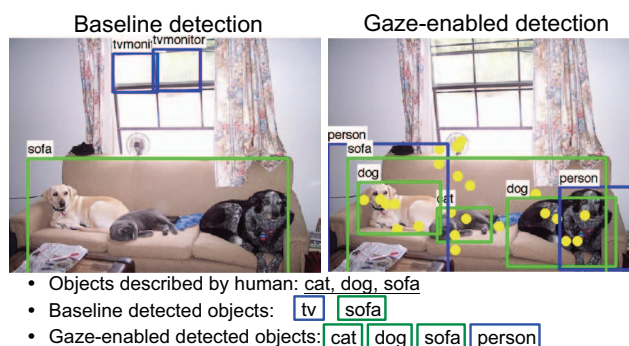 Baseline detection
Gaze-enabled detection
tvmonit tvmonitor
sofa
person
sofa
dog
cat
dog
person
• Objects described by human: cat, dog, sofa
• Baseline detected objects: tv sofa
• Gaze-enabled detected objects: cat dog sofa person